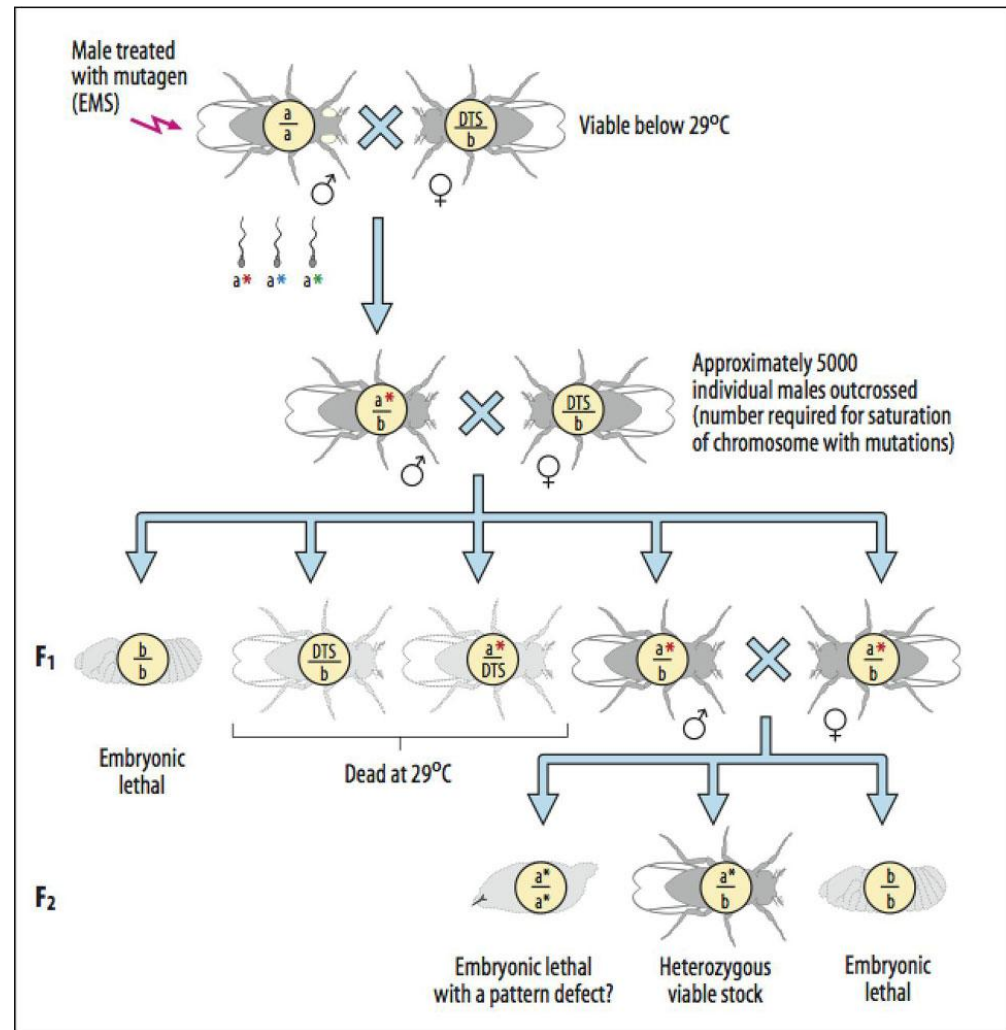 Male treated
with mutagen
(EMS)
a
a
DTS
b
Viable below 29°C
♂
♀
a* a* a*
a*
b
DTS
b
♂
♀
Approximately 5000
individual males outcrossed
(number required for saturation
of chromosome with mutations)
F1
b
b
DTS
b
a*
DTS
a*
b
a*
b
♂
♀
Embryonic
lethal
Dead at 29°C
F2
a*
a*
a*
b
b
b
Embryonic lethal
with a pattern defect?
Heterozygous
viable stock
Embryonic
lethal